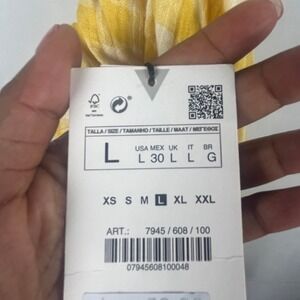 FSC
TALLA / SIZE / TAMANHO / TAILLE / MAAT / ΜΕΓΕΘΟΣ
L
USA MEX UK IT BR
L 30 L L G
XS S M L XL XXL
ART.: 7945 / 608 / 100
07945608100048